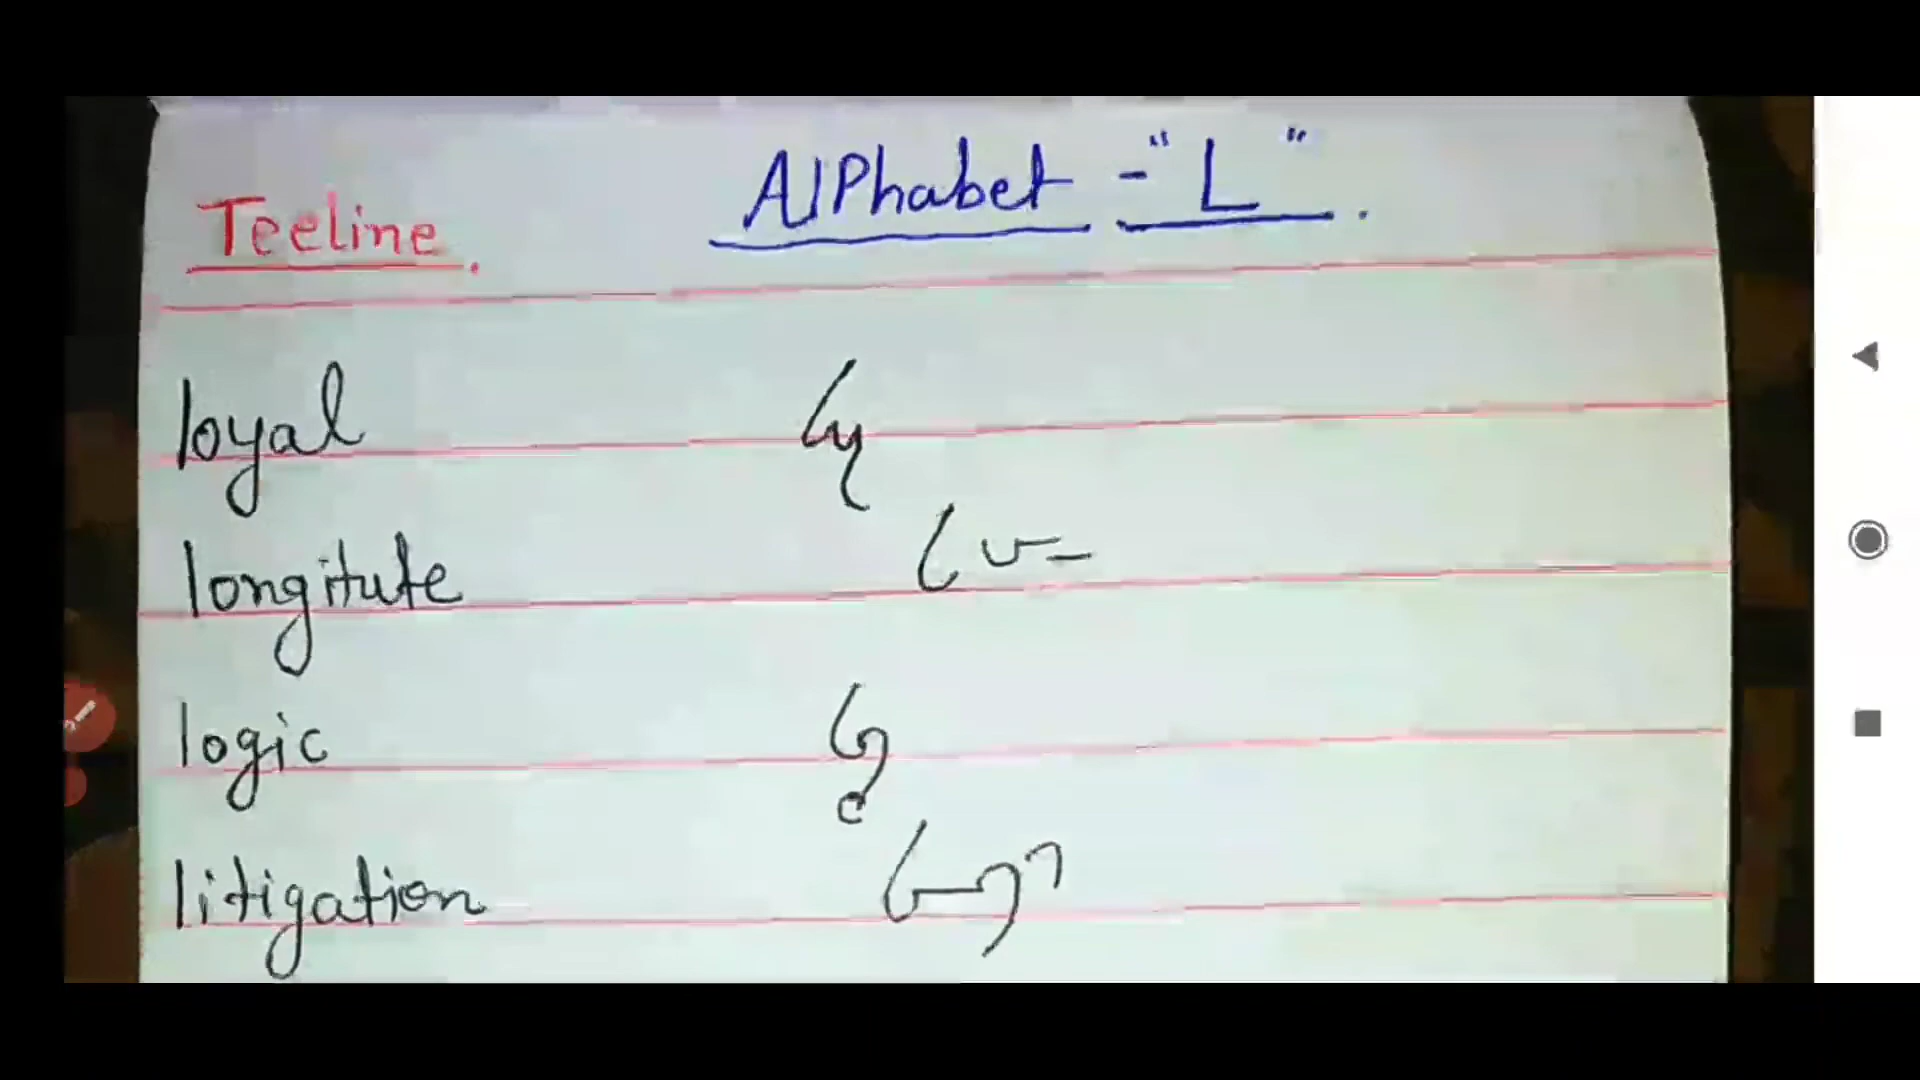 Teeline.
Alphabet - "L".
loyal
longitute
logic
litigation